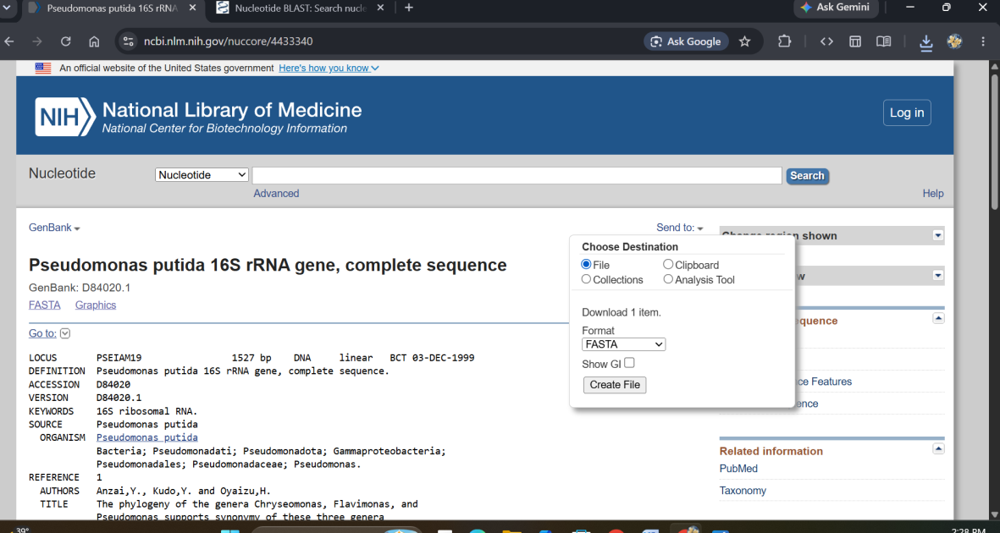 Pseudomonas putida 16S rRNA
Nucleotide BLAST: Search nucle
Ask Gemini
ncbi.nlm.nih.gov/nuccore/4433340
Ask Google
An official website of the United States government Here's how you know
NIH
National Library of Medicine
National Center for Biotechnology Information
Log in
Nucleotide
Nucleotide
Search
Advanced
Help
GenBank
Send to:
Pseudomonas putida 16S rRNA gene, complete sequence
GenBank: D84020.1
FASTA Graphics
Go to:
LOCUS PSEIAM19 1527 bp DNA linear BCT 03-DEC-1999
DEFINITION Pseudomonas putida 16S rRNA gene, complete sequence.
ACCESSION D84020
VERSION D84020.1
KEYWORDS 16S ribosomal RNA.
SOURCE Pseudomonas putida
ORGANISM Pseudomonas putida
Bacteria; Pseudomonadati; Pseudomonadota; Gammaproteobacteria;
Pseudomonadales; Pseudomonadaceae; Pseudomonas.
REFERENCE 1
AUTHORS Anzai,Y., Kudo,Y. and Oyaizu,H.
TITLE The phylogeny of the genera Chryseomonas, Flavimonas, and
Pseudomonas supports synonymy of these three genera
Choose Destination
File Clipboard
Collections Analysis Tool
Download 1 item.
Format
FASTA
Show GI
Create File
Change region shown
w
quence
ce Features
ence
Related information
PubMed
Taxonomy
39°
2:28 PM